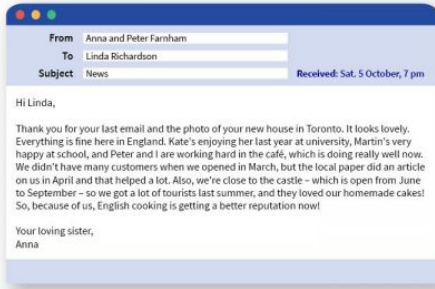 From Anna and Peter Farnham
To Linda Richardson
Subject News Received: Sat. 5 October, 7 pm
Hi Linda,
Thank you for your last email and the photo of your new house in Toronto. It looks lovely.
Everything is fine here in England. Kate's enjoying her last year at university, Martin's very
happy at school, and Peter and I are working hard in the café, which is doing really well now.
We didn't have many customers when we opened in March, but the local paper did an article
on us in April and that helped a lot. Also, we're close to the castle – which is open from June
to September – so we got a lot of tourists last summer, and they loved our homemade cakes!
So, because of us, English cooking is getting a better reputation now!
Your loving sister,
Anna